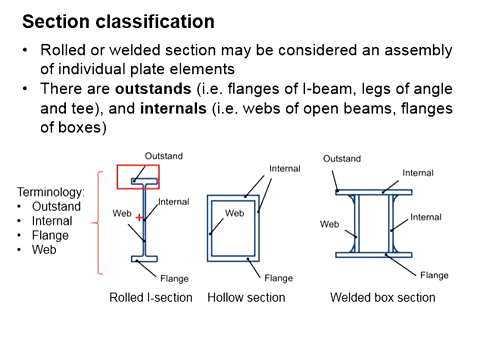 Section classification
• Rolled or welded section may be considered an assembly
of individual plate elements
• There are outstands (i.e. flanges of I-beam, legs of angle
and tee), and internals (i.e. webs of open beams, flanges
of boxes)
Terminology:
• Outstand
• Internal
• Flange
• Web
Outstand
Internal
Web
Flange
Rolled I-section
Internal
Web
Flange
Hollow section
Outstand
Internal
Web
Internal
Flange
Welded box section